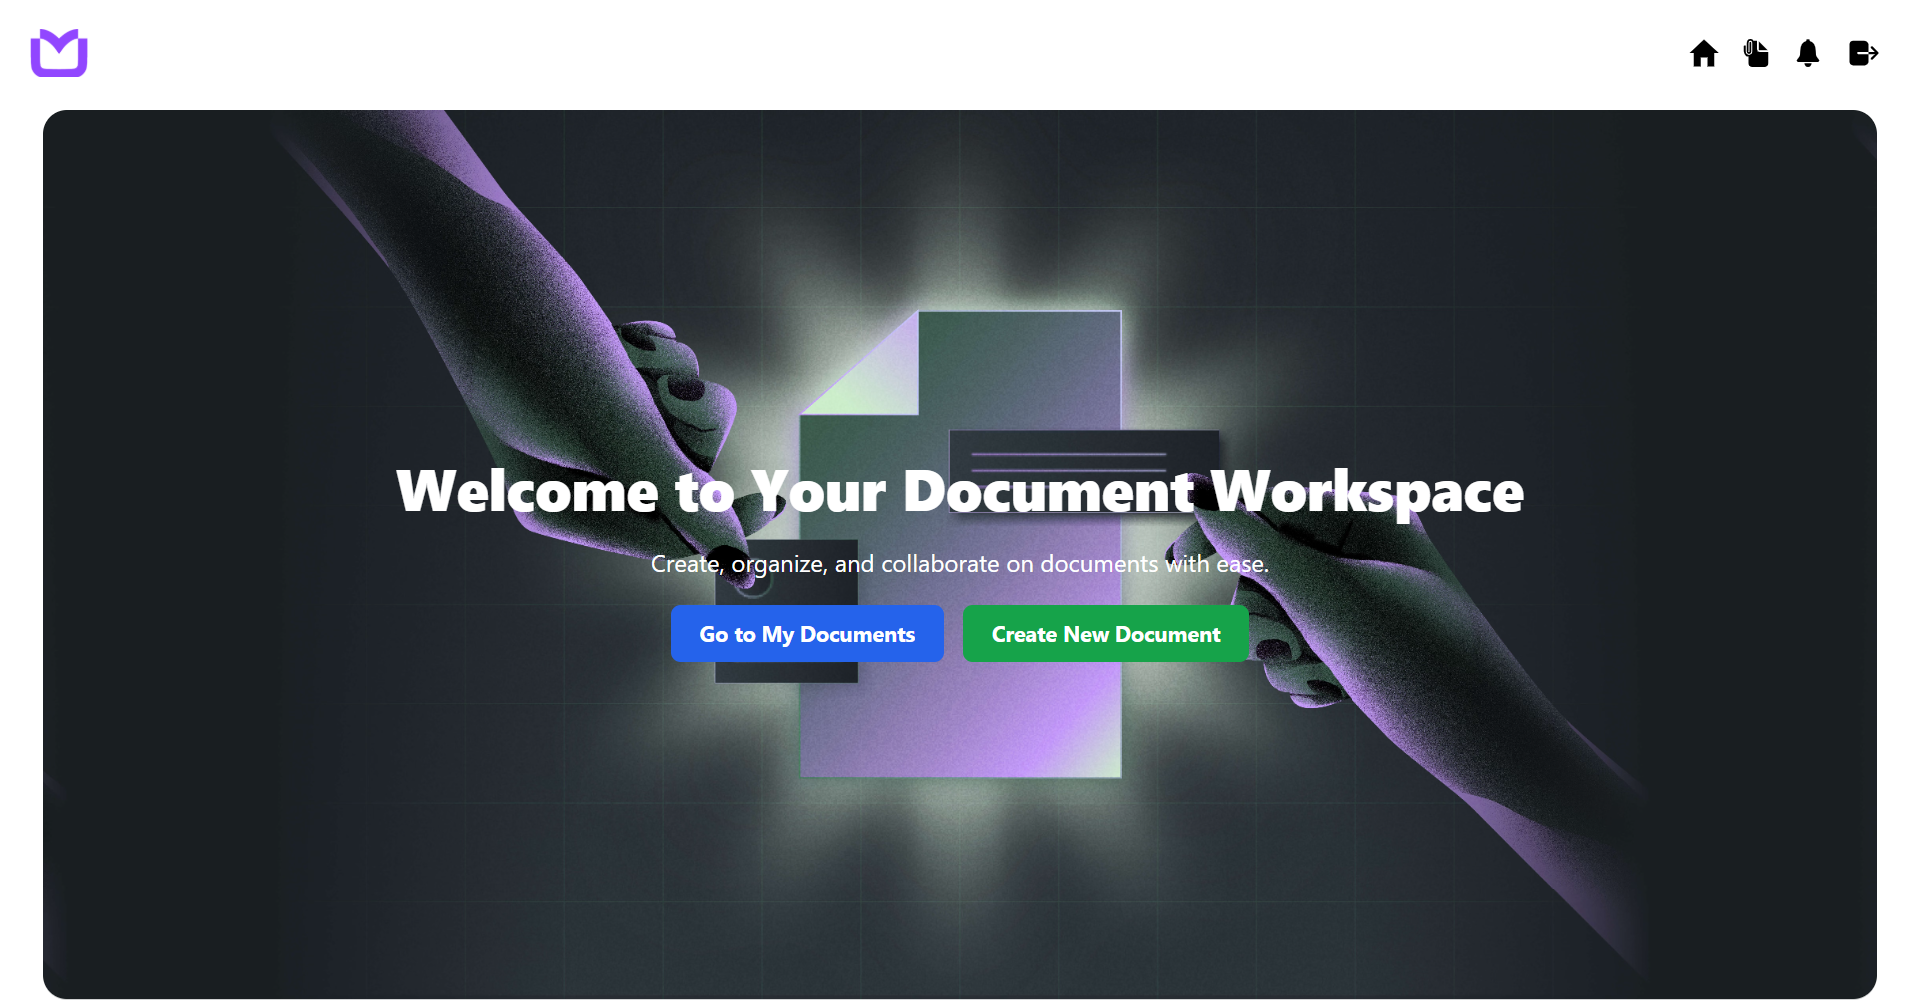 Welcome to Your Document Workspace
Create, organize, and collaborate on documents with ease.
Go to My Documents
Create New Document